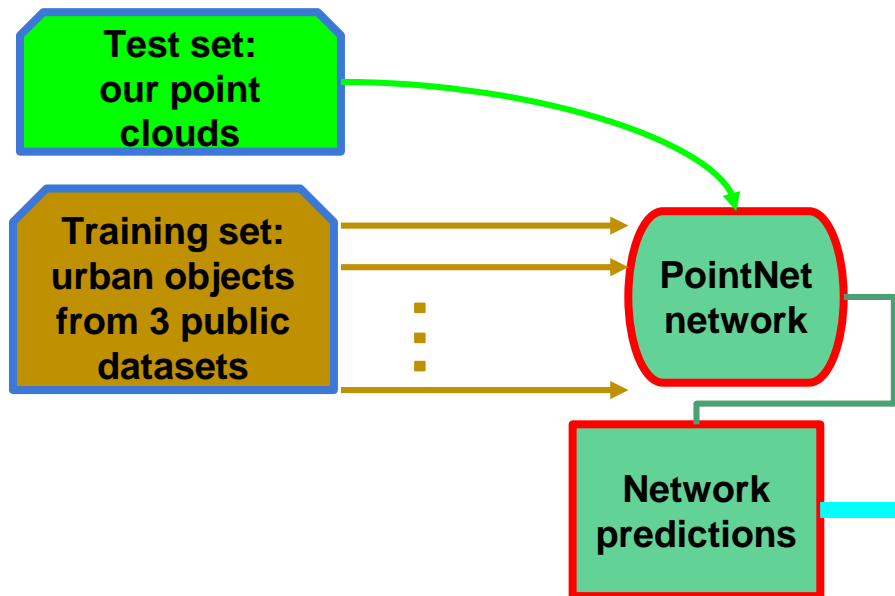 Test set:
our point
clouds
Training set:
urban objects
from 3 public
datasets
PointNet
network
Network
predictions